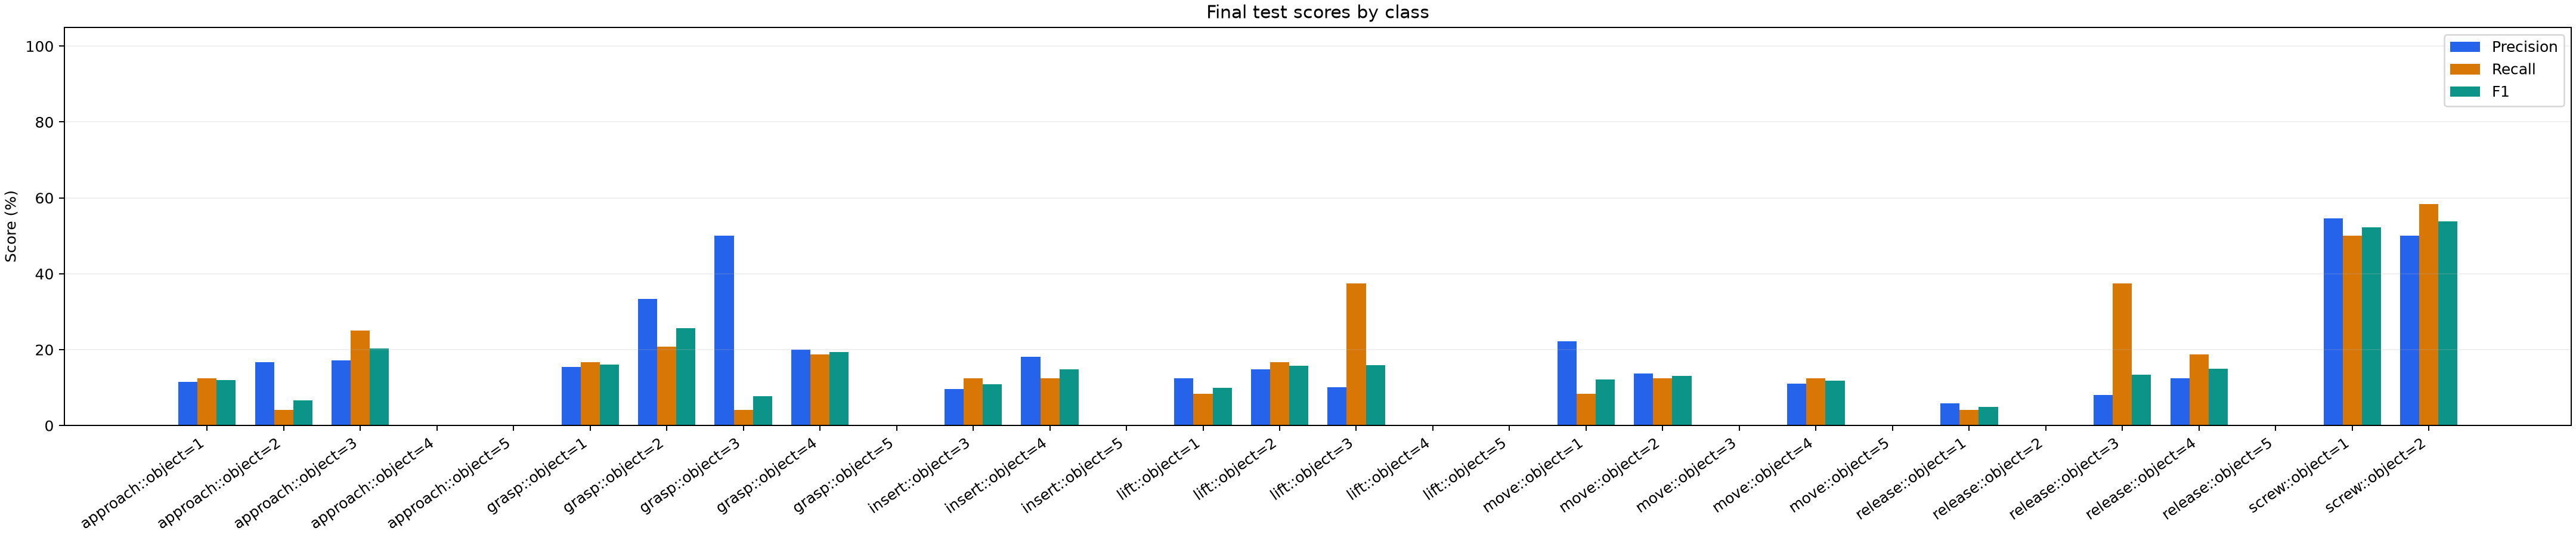 Final test scores by class
Score (%)
100
80
60
40
20
0
Precision
Recall
F1
approach::object=1
approach::object=2
approach::object=3
approach::object=4
approach::object=5
grasp::object=1
grasp::object=2
grasp::object=3
grasp::object=4
grasp::object=5
insert::object=3
insert::object=4
insert::object=5
lift::object=1
lift::object=2
lift::object=3
lift::object=4
lift::object=5
move::object=1
move::object=2
move::object=3
move::object=4
move::object=5
release::object=1
release::object=2
release::object=3
release::object=4
release::object=5
screw::object=1
screw::object=2